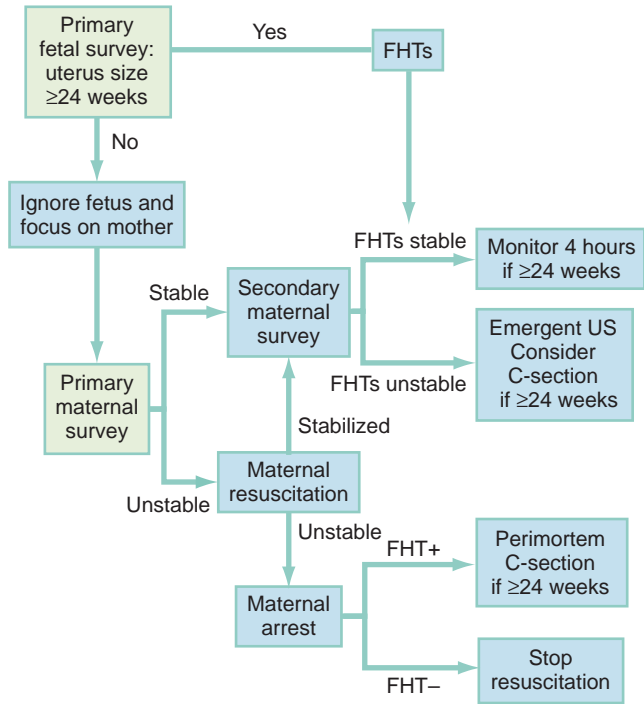 Primary
fetal survey:
uterus size
≥24 weeks
Yes
FHTs
No
Ignore fetus and
focus on mother
FHTs stable
Monitor 4 hours
if ≥24 weeks
Stable
Secondary
maternal
survey
Emergent US
Consider
C-section
if ≥24 weeks
Primary
maternal
survey
FHTs unstable
Stabilized
Maternal
resuscitation
Unstable
Unstable
FHT+
Perimortem
C-section
if ≥24 weeks
Maternal
arrest
FHT–
Stop
resuscitation